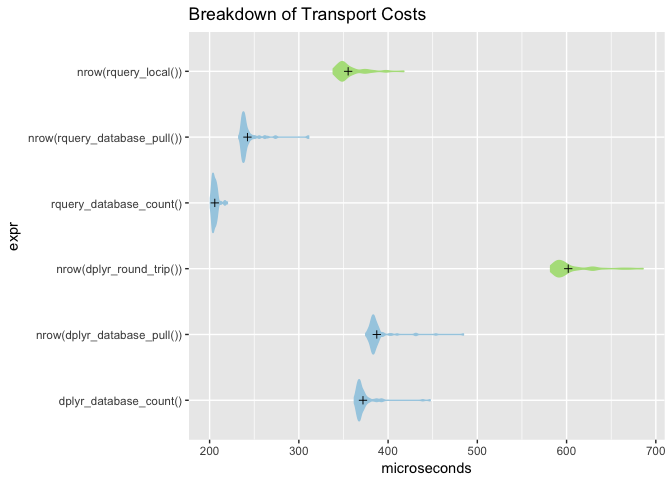 Breakdown of Transport Costs
nrow(rquery_local())
nrow(rquery_database_pull())
rquery_database_count()
nrow(dplyr_round_trip())
nrow(dplyr_database_pull())
dplyr_database_count()
expr
200 300 400 500 600 700
microseconds